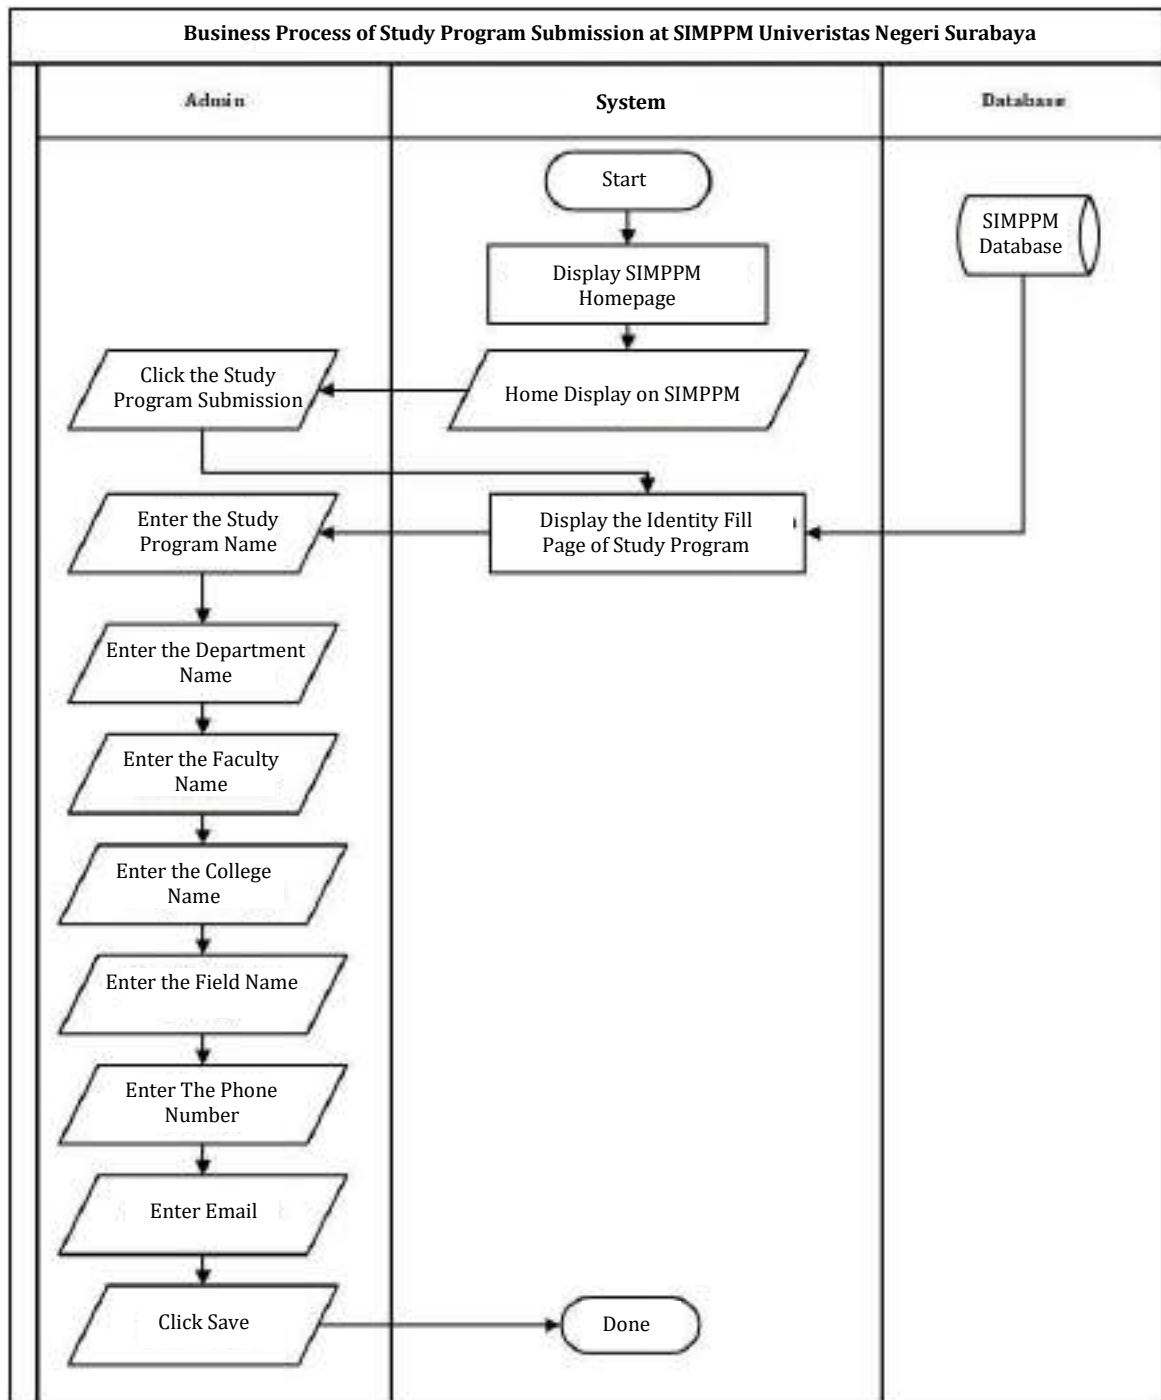 Business Process of Study Program Submission at SIMPPM Univeristas Negeri Surabaya
Admin
System
Database
Start
SIMPPM
Database
Display SIMPPM
Homepage
Click the Study
Program Submission
Home Display on SIMPPM
Enter the Study
Program Name
Display the Identity Fill
Page of Study Program
Enter the Department
Name
Enter the Faculty
Name
Enter the College
Name
Enter the Field Name
Enter The Phone
Number
Enter Email
Click Save
Done